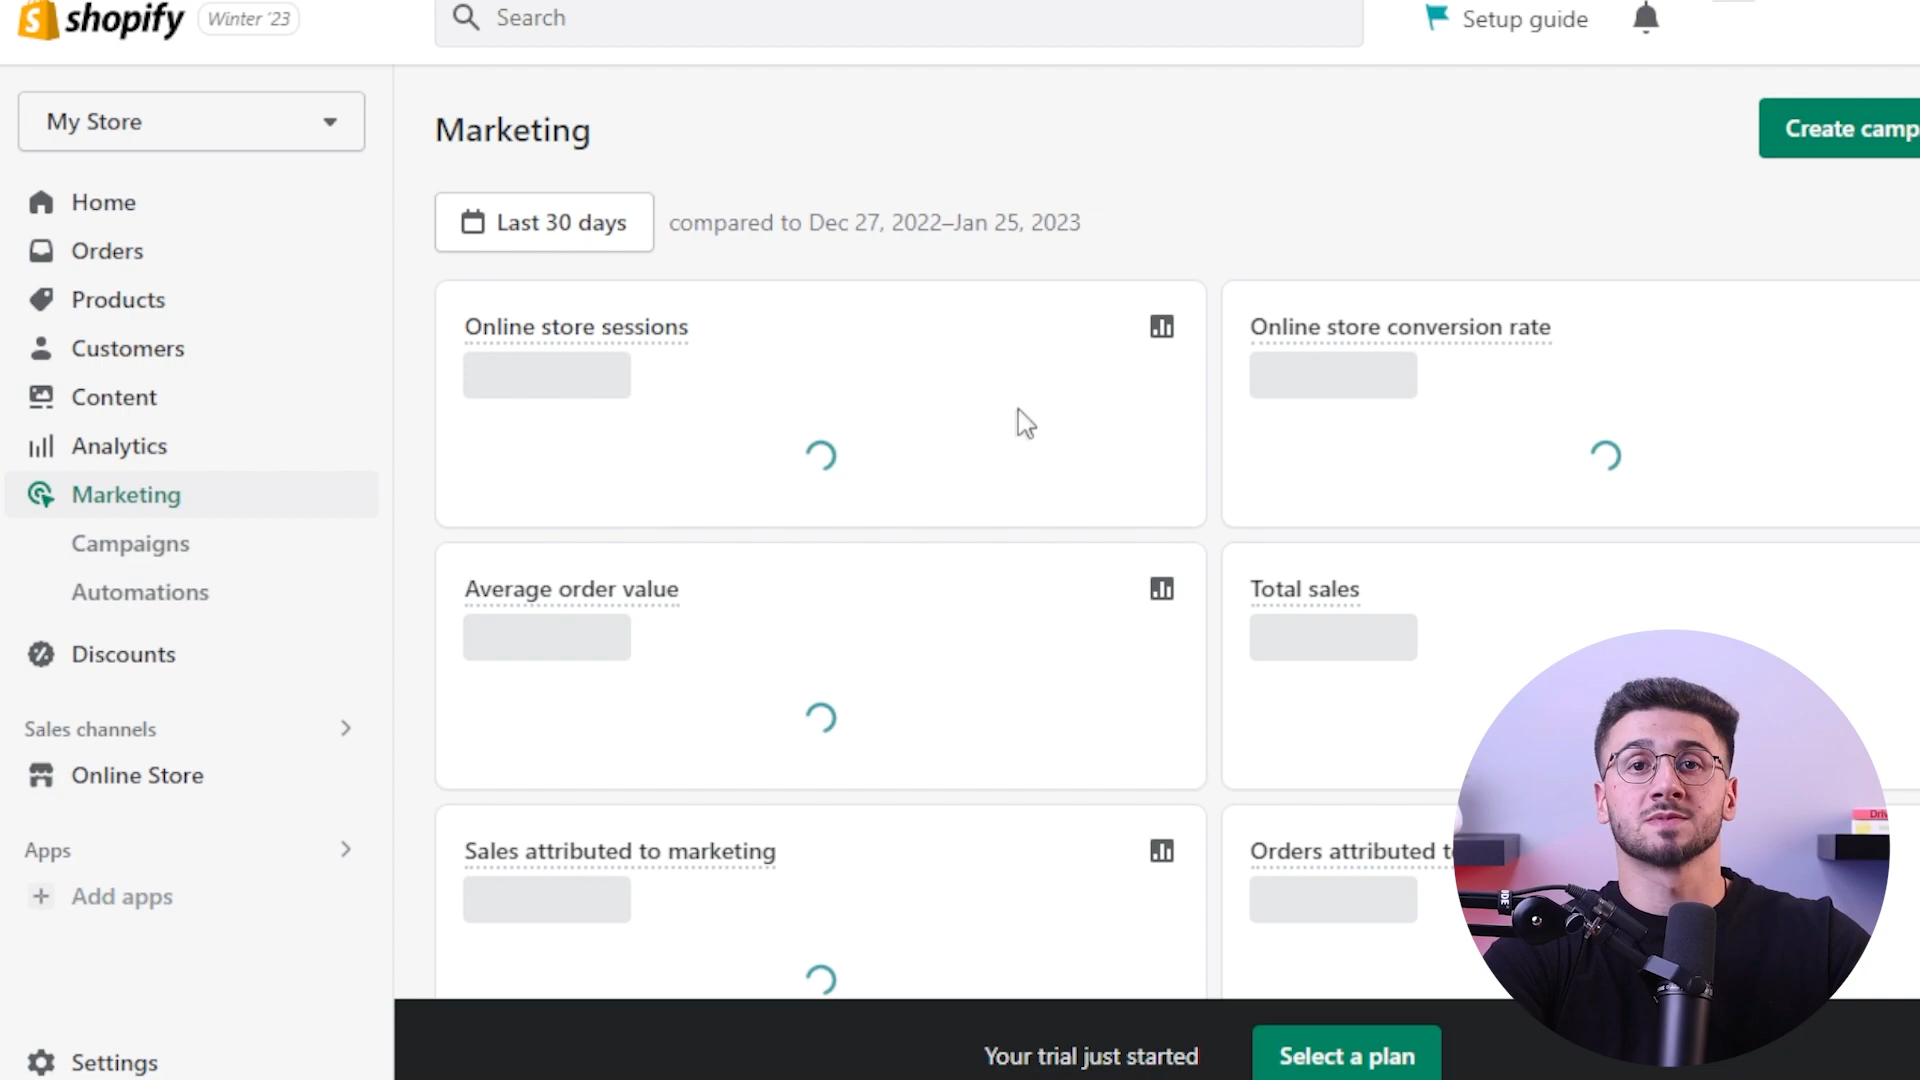 shopify Winter '23
Search
Setup guide
My Store
Home
Orders
Products
Customers
Content
Analytics
Marketing
Campaigns
Automations
Discounts
Sales channels
Online Store
Apps
Add apps
Settings
Marketing
Create camp
Last 30 days
compared to Dec 27, 2022–Jan 25, 2023
Online store sessions
Online store conversion rate
Average order value
Total sales
Sales attributed to marketing
Orders attributed t
Your trial just started
Select a plan
Driv